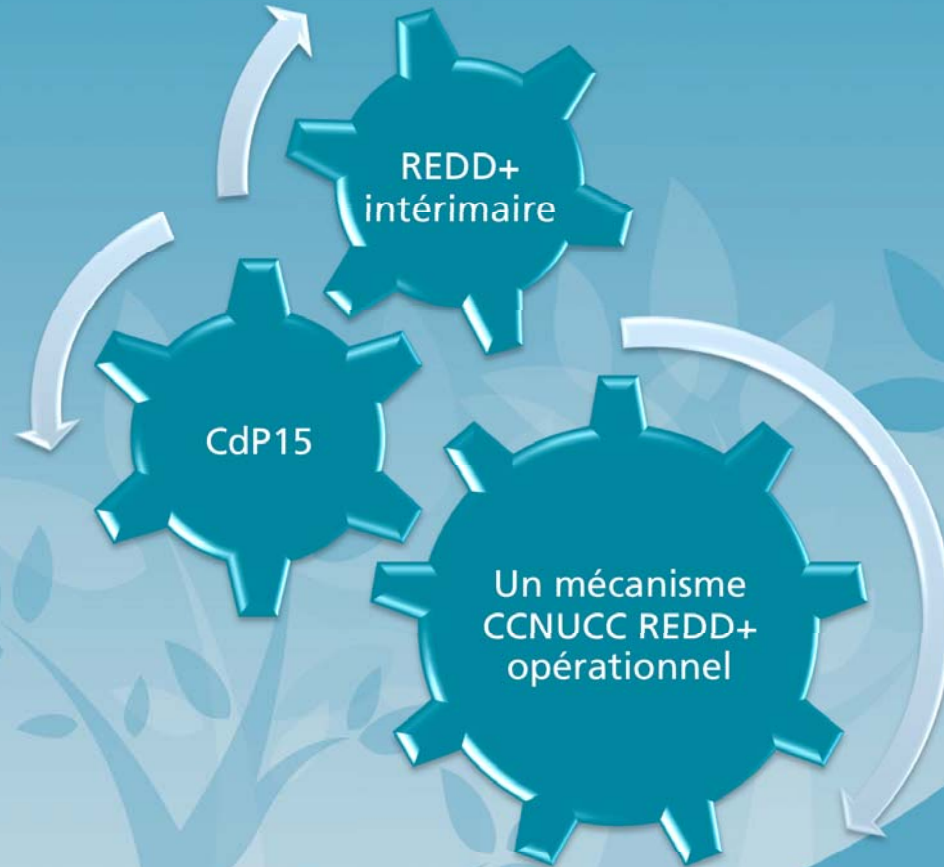 REDD+
intérimaire
CdP15
Un mécanisme
CCNUCC REDD+
opérationnel